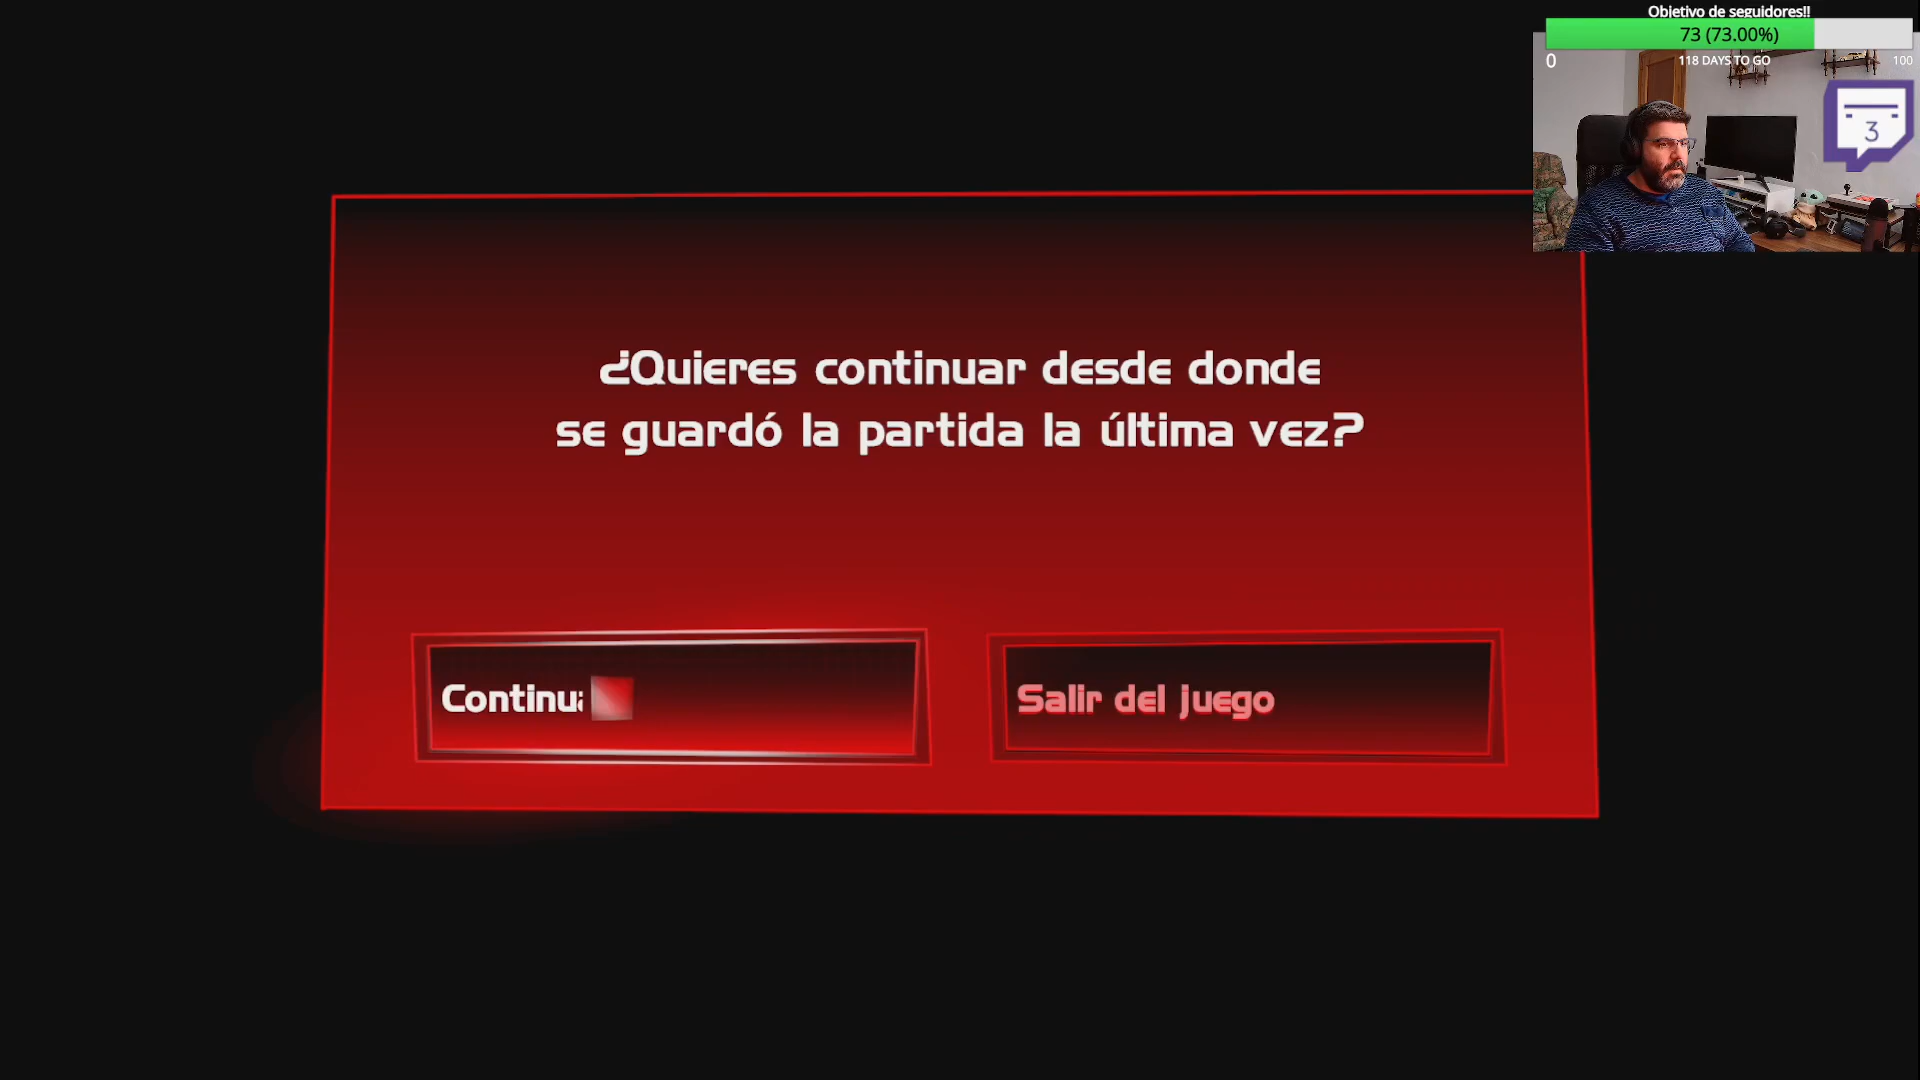 Objetivo de seguidores!!
73 (73.00%)
0
118 DAYS TO GO
100
3
¿Quieres continuar desde donde
se guardó la partida la última vez?
Continu
Salir del juego